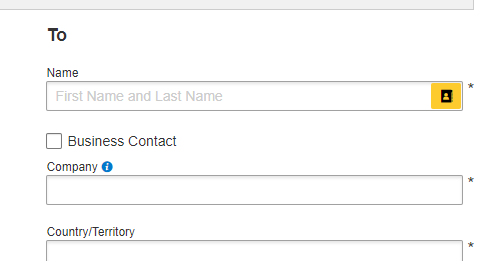 To
Name
First Name and Last Name
*
Business Contact
Company
*
Country/Territory
*